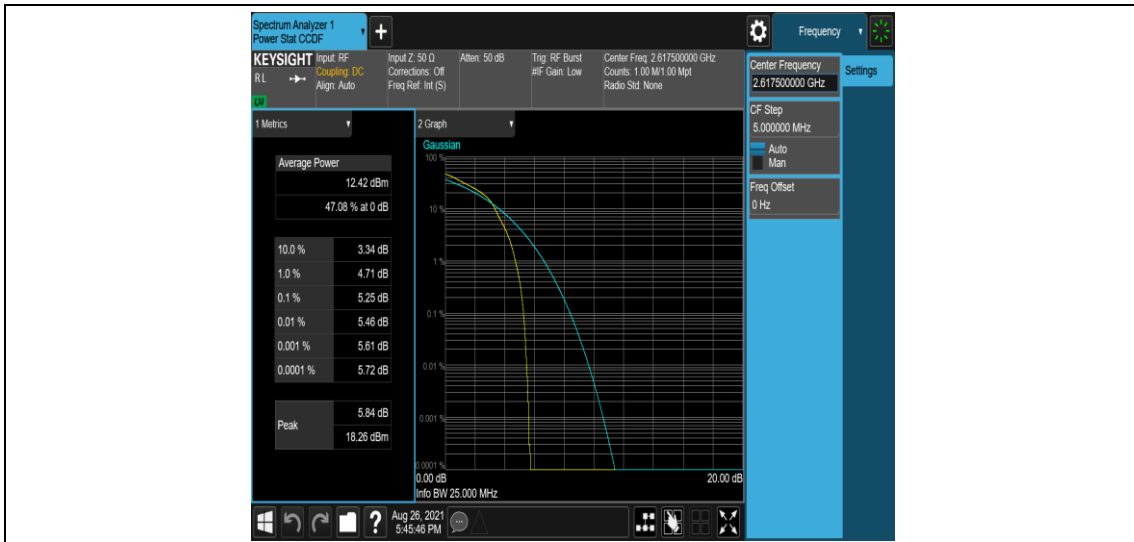 Spectrum Analyzer 1
Power Stat CCDF
Frequency
KEYSIGHT
RL
LXI
Input: RF
Coupling: DC
Align: Auto
Input Z: 50 Ω
Corrections: Off
Freq Ref: Int (S)
Atten: 50 dB
Trig: RF Burst
#IF Gain: Low
Center Freq: 2.617500000 GHz
Counts: 1.00 M/1.00 Mpt
Radio Std: None
Center Frequency
2.617500000 GHz
Settings
CF Step
5.000000 MHz
Auto
Man
Freq Offset
0 Hz
1 Metrics
Average Power
12.42 dBm
47.08 % at 0 dB
10.0 % 3.34 dB
1.0 % 4.71 dB
0.1 % 5.25 dB
0.01 % 5.46 dB
0.001 % 5.61 dB
0.0001 % 5.72 dB
Peak
5.84 dB
18.26 dBm
2 Graph
Gaussian
100 %
10 %
1 %
0.1 %
0.01 %
0.001 %
0.0001 %
0.00 dB
20.00 dB
Info BW 25.000 MHz
?
Aug 26, 2021
5:45:46 PM